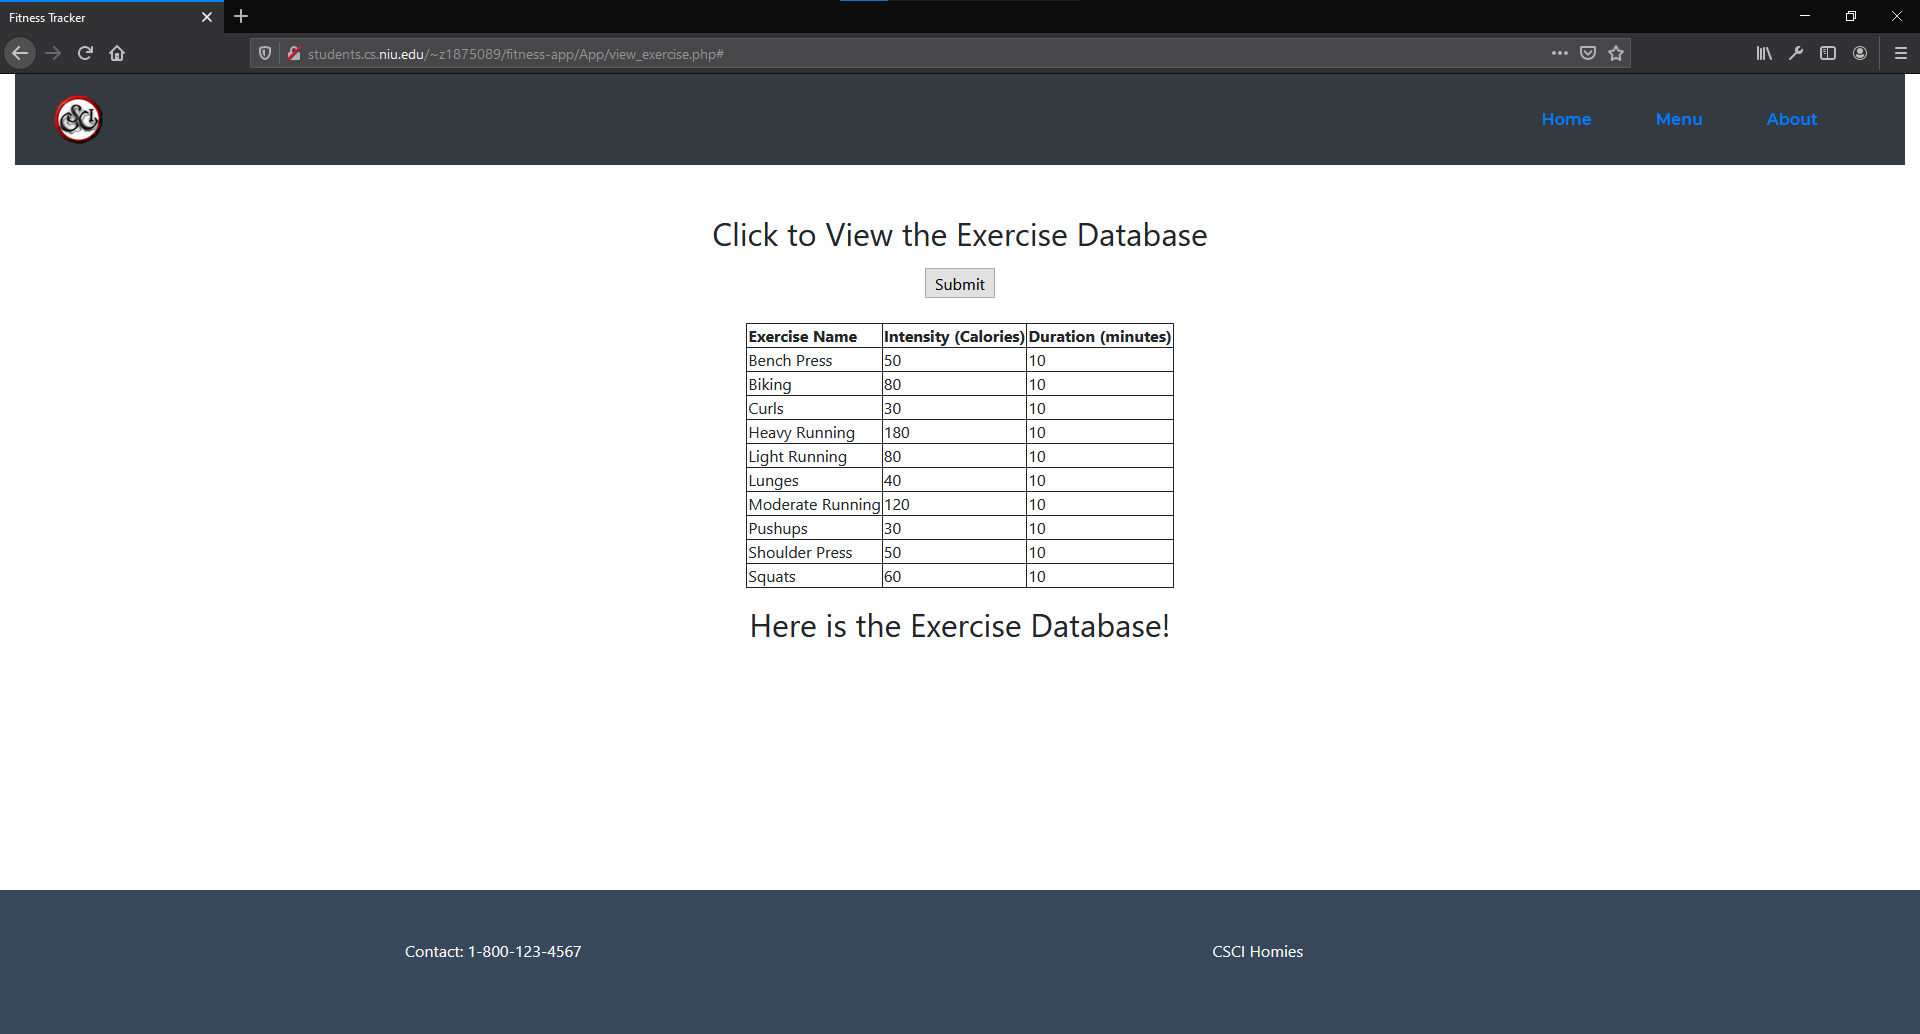 Fitness Tracker
students.cs.niu.edu/~z1875089/fitness-app/App/view_exercise.php#
CSCI
Home Menu About
Click to View the Exercise Database
Submit
Exercise Name Intensity (Calories) Duration (minutes)
Bench Press 50 10
Biking 80 10
Curls 30 10
Heavy Running 180 10
Light Running 80 10
Lunges 40 10
Moderate Running 120 10
Pushups 30 10
Shoulder Press 50 10
Squats 60 10
Here is the Exercise Database!
Contact: 1-800-123-4567 CSCI Homies